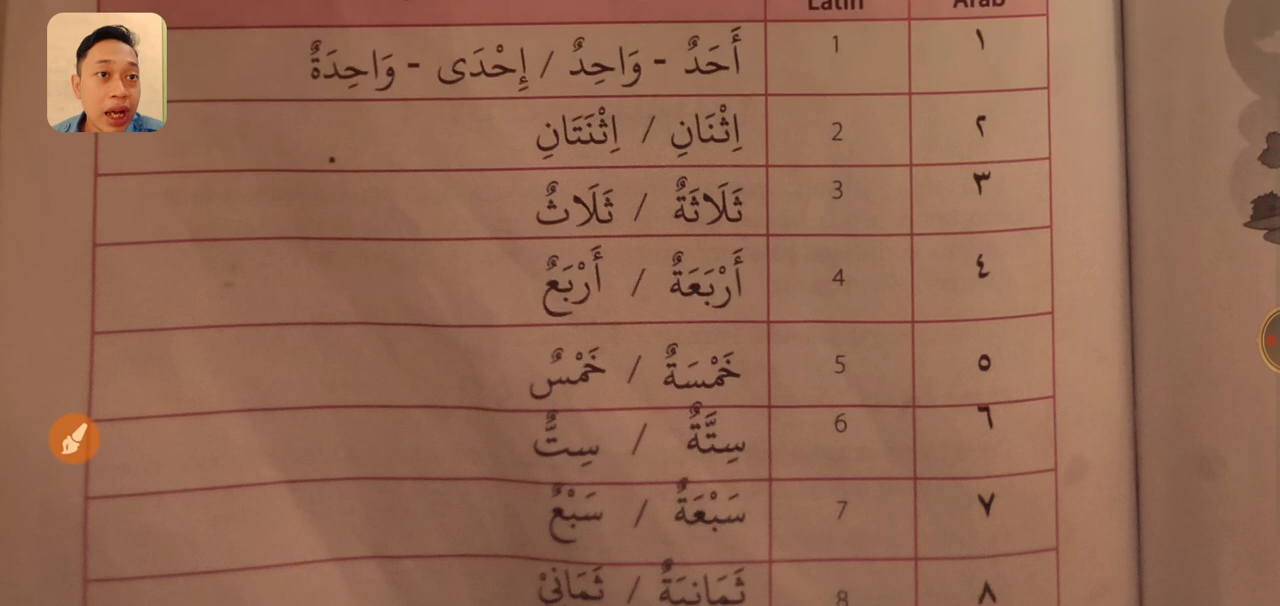 Latin Arab
أَحَدٌ - وَاحِدٌ / إِحْدَى - وَاحِدَةٌ 1 ١
اِثْنَانِ / اِثْنَتَانِ 2 ٢
ثَلَاثَةٌ / ثَلَاثٌ 3 ٣
أَرْبَعَةٌ / أَرْبَعٌ 4 ٤
خَمْسَةٌ / خَمْسٌ 5 ٥
سِتَّةٌ / سِتٌّ 6 ٦
سَبْعَةٌ / سَبْعٌ 7 ٧
ثَمَانِيَةٌ / ثَمَانِيْ 8 ٨